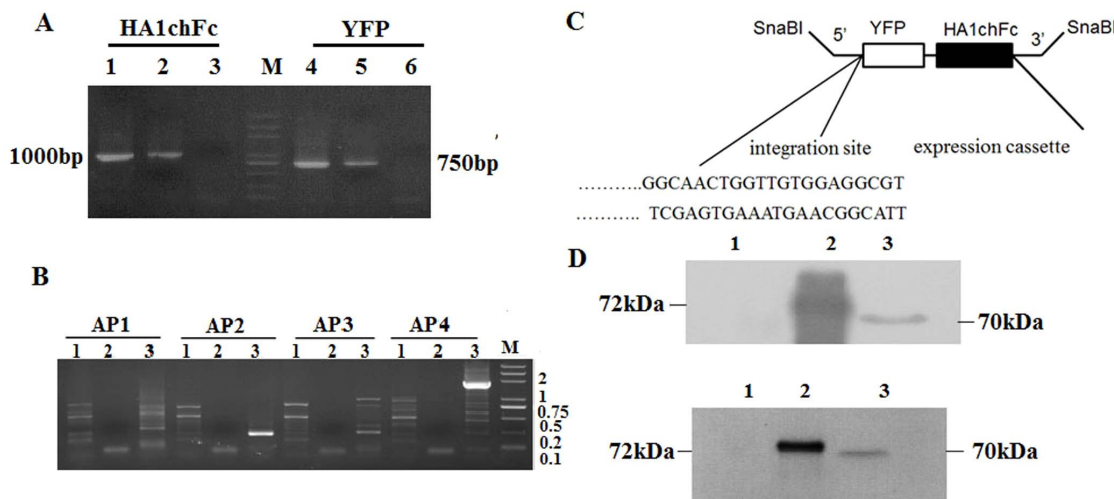 A
HA1chFc YFP
1 2 3 M 4 5 6
1000bp 750bp
B
AP1 AP2 AP3 AP4
1 2 3 1 2 3 1 2 3 1 2 3 M
2
1
0.75
0.5
0.2
0.1
C
SnaBI 5' YFP HA1chFc 3' SnaBI
integration site expression cassette
...........GGCAACTGGTTGTGGAGGCGT
........... TCGAGTGAAATGAACGGCATT
D
1 2 3
72kDa 70kDa
1 2 3
72kDa 70kDa